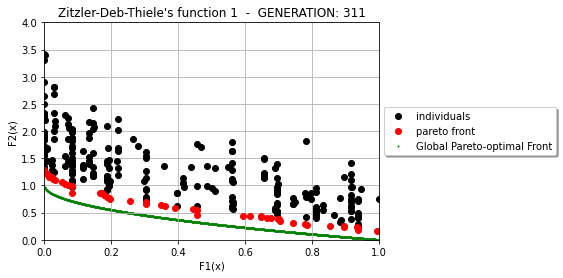 Zitzler-Deb-Thiele's function 1 - GENERATION: 311
4.0
3.5
3.0
2.5
2.0
1.5
1.0
0.5
0.0
F2(x)
0.0 0.2 0.4 0.6 0.8 1.0
F1(x)
individuals
pareto front
Global Pareto-optimal Front